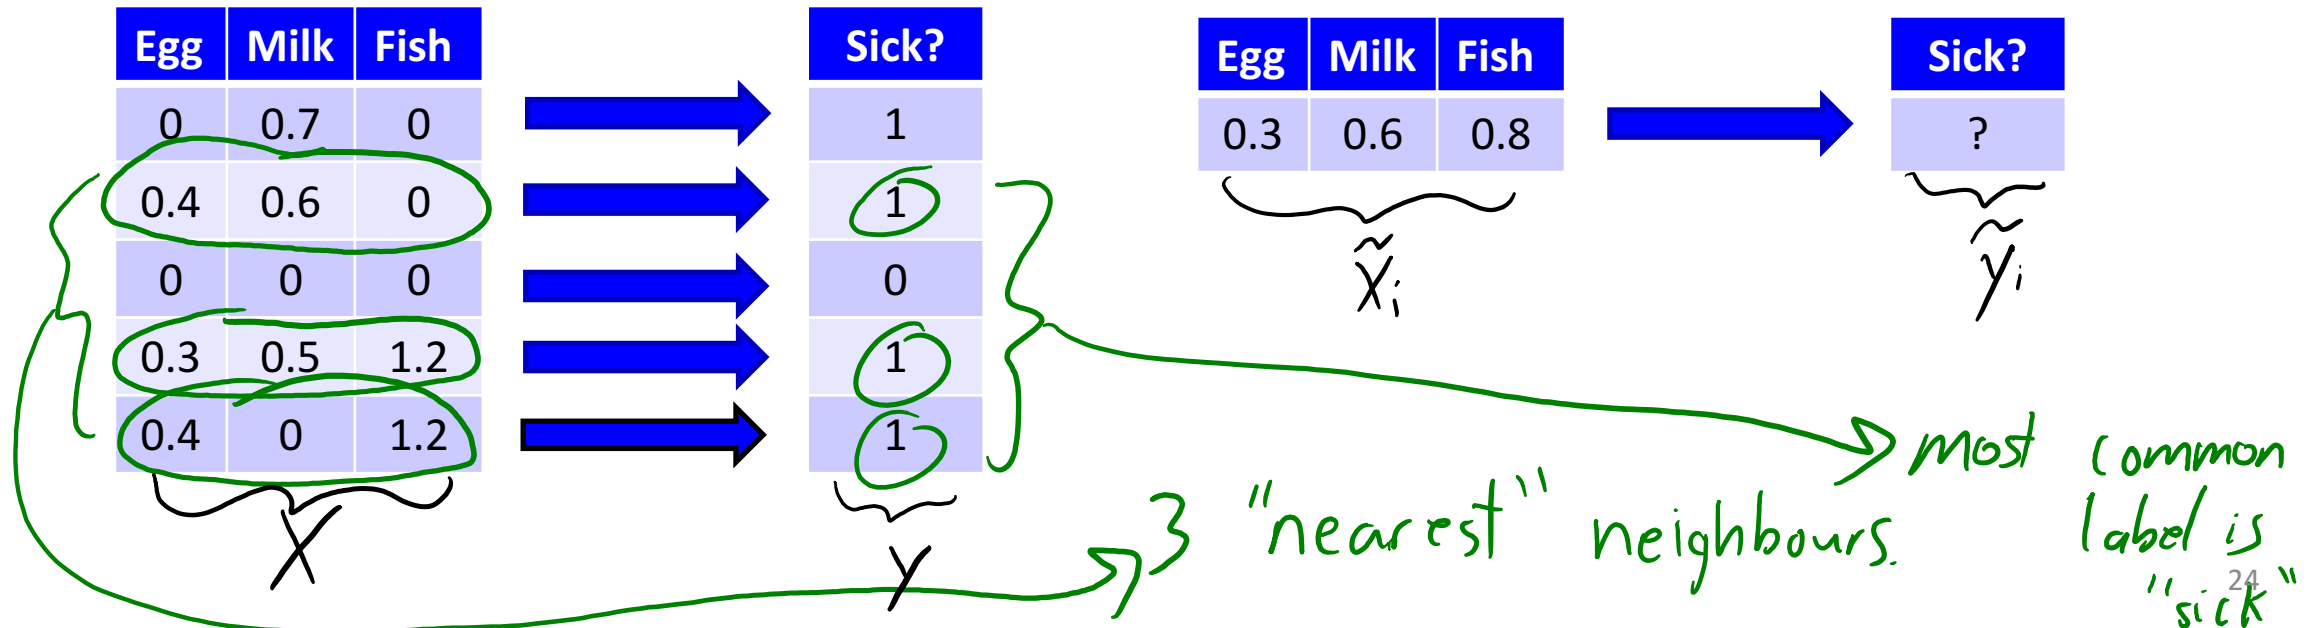 Egg Milk Fish Sick? Egg Milk Fish Sick?
0 0.7 0 1 0.3 0.6 0.8 ?
0.4 0.6 0 1
0 0 0 0
0.3 0.5 1.2 1
0.4 0 1.2 1
X̃i ỹi
X y
3 "nearest" neighbours.
most common
label is
"sick"
24